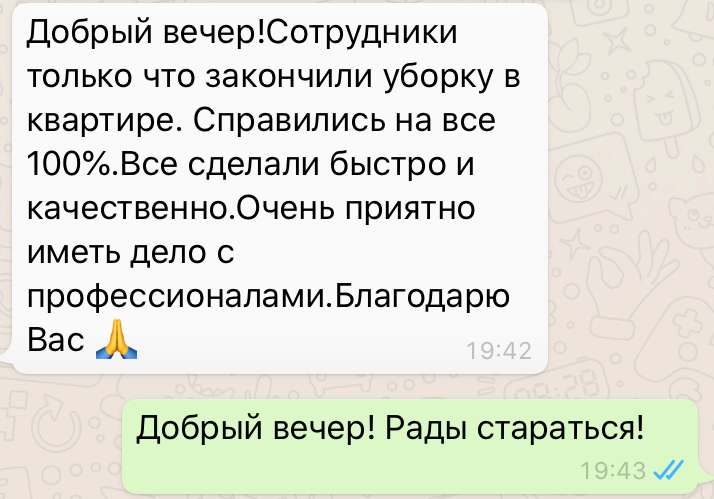 Добрый вечер!Сотрудники
только что закончили уборку в
квартире. Справились на все
100%.Все сделали быстро и
качественно.Очень приятно
иметь дело с
профессионалами.Благодарю
Вас 🙏
19:42
Добрый вечер! Рады стараться!
19:43